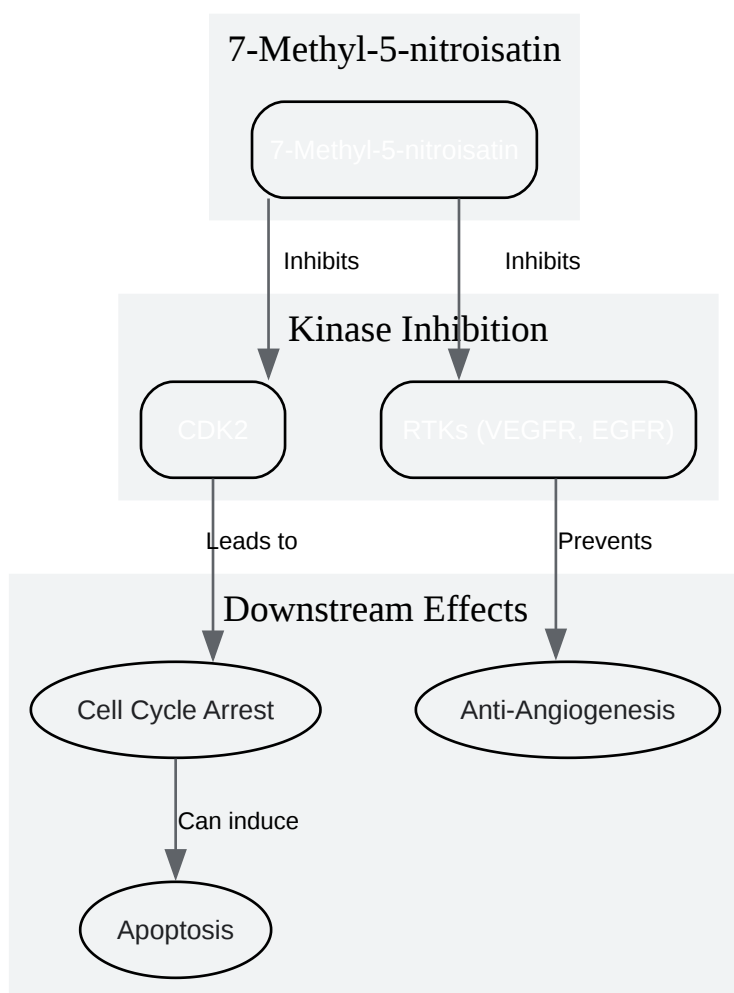 7-Methyl-5-nitroisatin
7-Methyl-5-nitroisatin
Inhibits
Inhibits
Kinase Inhibition
CDK2
RTKs (VEGFR, EGFR)
Leads to
Prevents
Downstream Effects
Cell Cycle Arrest
Anti-Angiogenesis
Can induce
Apoptosis